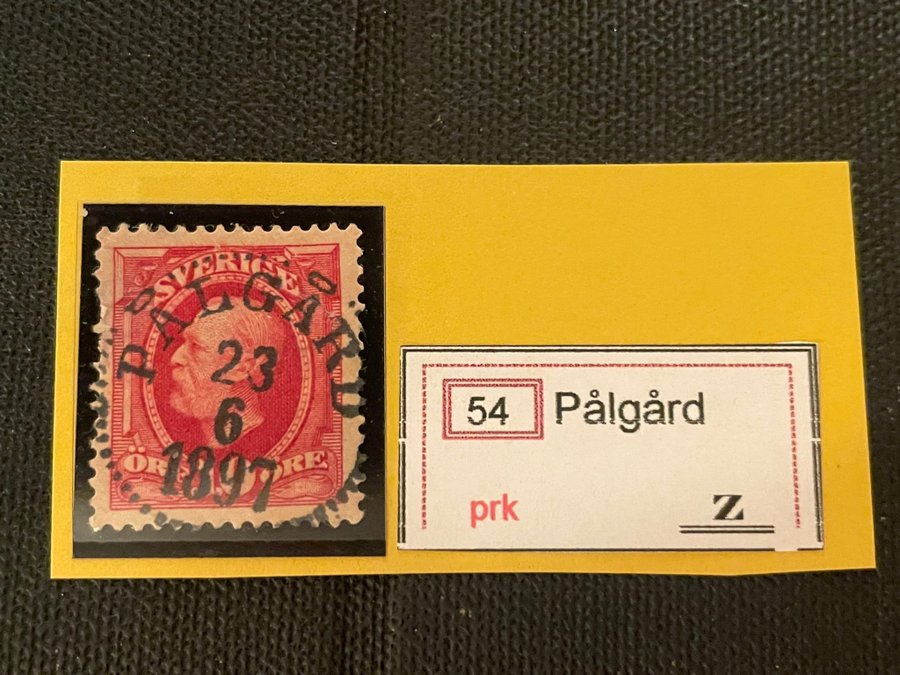 SVERIGE
PÅLGÅRD
23
6
1897
ÖRE ÖRE
54 Pålgård
prk Z